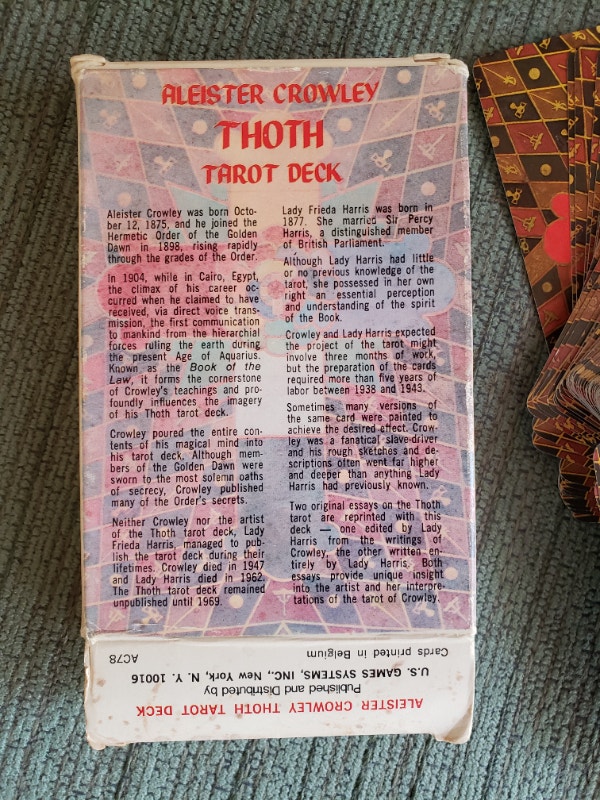 ALEISTER CROWLEY
THOTH
TAROT DECK
Aleister Crowley was born Octo-
ber 12, 1875, and he joined the
Hermetic Order of the Golden
Dawn in 1898, rising rapidly
through the grades of the Order.
In 1904, while in Cairo, Egypt,
the climax of his career oc-
curred when he claimed to have
received, via direct voice trans-
mission, the first communication
to mankind from the hierarchial
forces ruling the earth during
the present Age of Aquarius.
Known as the Book of the
Law, it forms the cornerstone
of Crowley's teachings and pro-
foundly influences the imagery
of his Thoth tarot deck.
Crowley poured the entire con-
tents of his magical mind into
his tarot deck. Although mem-
bers of the Golden Dawn were
sworn to the most solemn oaths
of secrecy, Crowley published
many of the Order's secrets.
Neither Crowley nor the artist
of the Thoth tarot deck, Lady
Frieda Harris, managed to pub-
lish the tarot deck during their
lifetimes. Crowley died in 1947
and Lady Harris died in 1962.
The Thoth tarot deck remained
unpublished until 1969.
Lady Frieda Harris was born in
1877. She married Sir Percy
Harris, a distinguished member
of British Parliament.
Although Lady Harris had little
or no previous knowledge of the
tarot, she possessed in her own
right an essential perception
and understanding of the spirit
of the Book.
Crowley and Lady Harris expected
the project of the tarot might
involve three months of work,
but the preparation of the cards
required more than five years of
labor between 1938 and 1943.
Sometimes many versions of
the same card were painted to
achieve the desired effect. Crow-
ley was a fanatical slave-driver
and his rough sketches and de-
scriptions often went far higher
and deeper than anything Lady
Harris had previously known.
Two original essays on the Thoth
tarot are reprinted with this
deck — one edited by Lady
Harris from the writings of
Crowley, the other written en-
tirely by Lady Harris. Both
essays provide unique insight
into the artist and her interpre-
tations of the tarot of Crowley.
ALEISTER CROWLEY THOTH TAROT DECK
Published and Distributed by
U.S. GAMES SYSTEMS, INC., New York, N. Y. 10016
Cards printed in Belgium
AC78